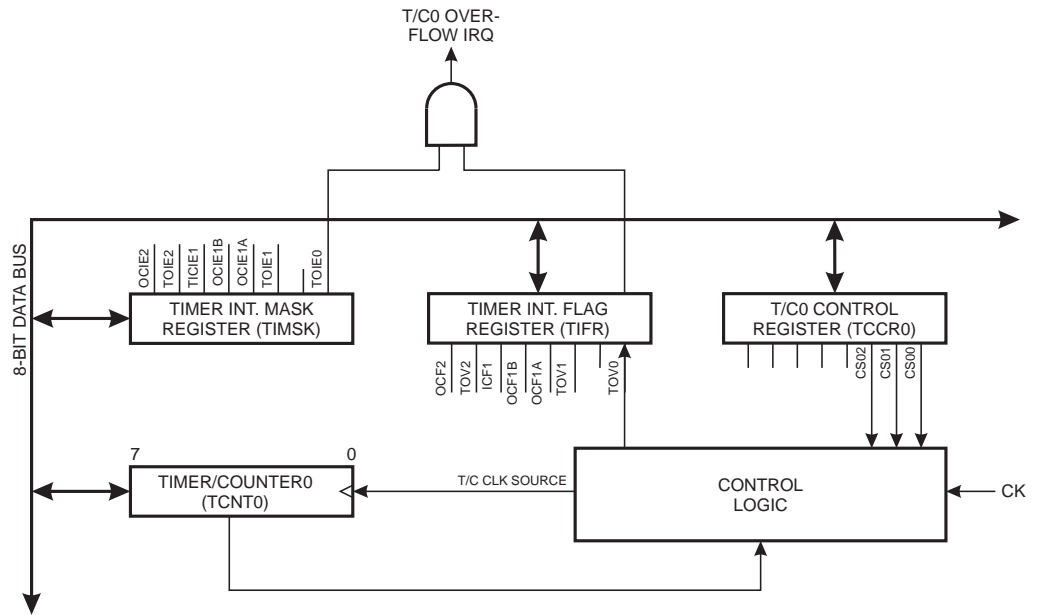 T/C0 OVER-
FLOW IRQ
8-BIT DATA BUS
OCIE2
TOIE2
TICIE1
OCIE1B
OCIE1A
TOIE1
TOIE0
TIMER INT. MASK
REGISTER (TIMSK)
TIMER INT. FLAG
REGISTER (TIFR)
T/C0 CONTROL
REGISTER (TCCR0)
OCF2
TOV2
ICF1
OCF1B
OCF1A
TOV1
TOV0
CS02
CS01
CS00
7
0
TIMER/COUNTER0
(TCNT0)
T/C CLK SOURCE
CONTROL
LOGIC
CK